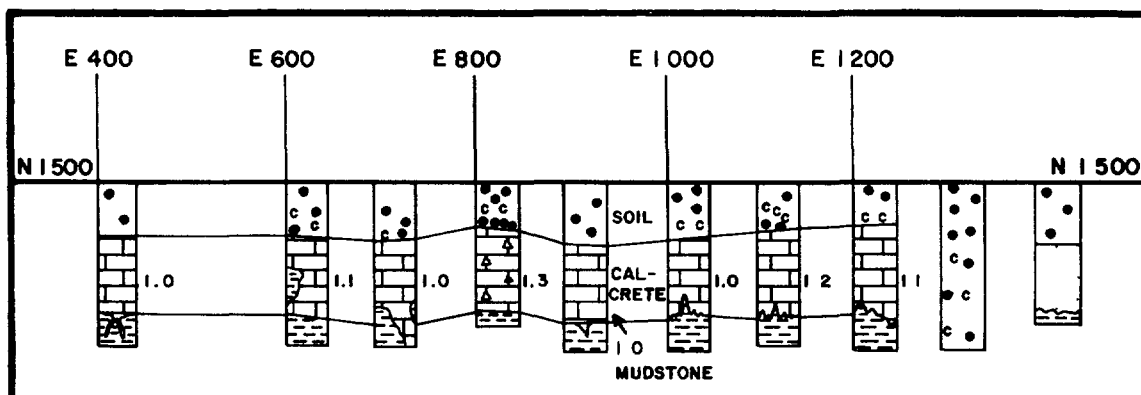 E 400 E 600 E 800 E 1000 E 1200
N 1500 N 1500
SOIL
1.0 1.1 1.0 1.3 CAL-CRETE 1.0 1 2 1 1
1 0
MUDSTONE